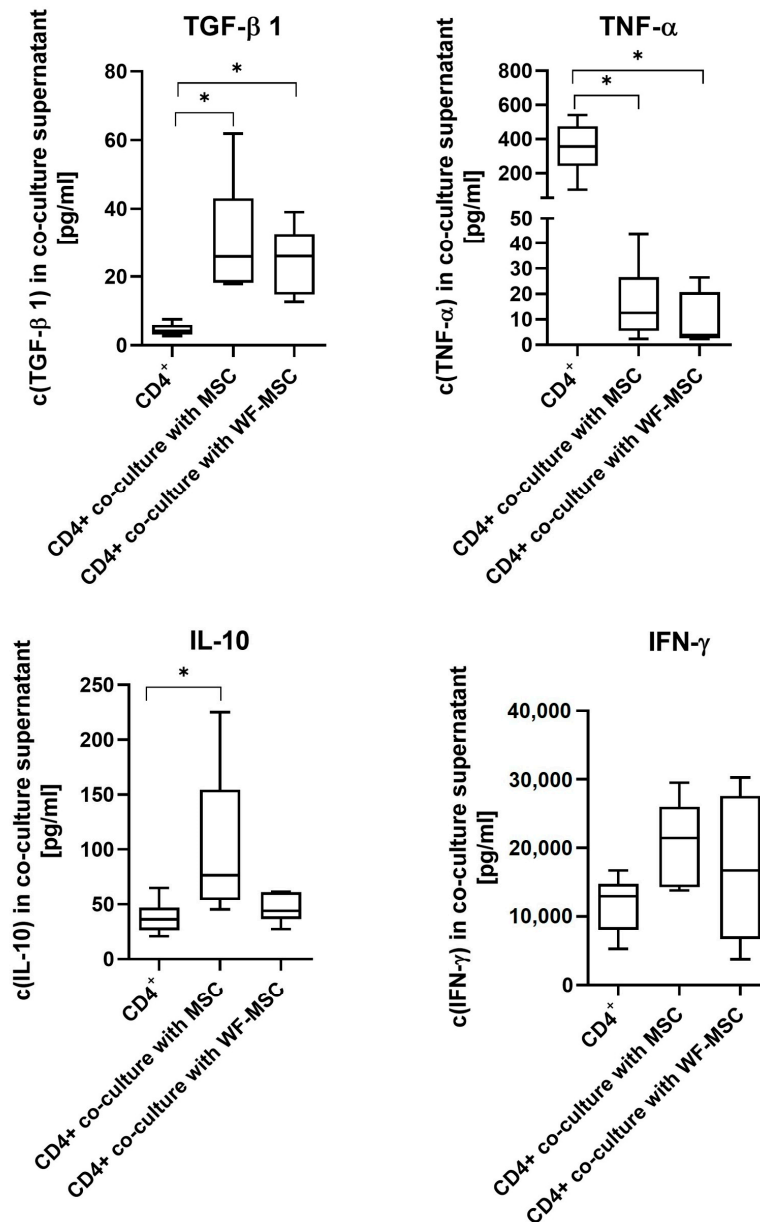 TGF-β 1
c(TGF-β 1) in co-culture supernatant
[pg/ml]
80
60
40
20
0
*
*
CD4+
CD4+ co-culture with MSC
CD4+ co-culture with WF-MSC
TNF-α
c(TNF-α) in co-culture supernatant
[pg/ml]
800
600
400
200
50
40
30
20
10
0
*
*
CD4+
CD4+ co-culture with MSC
CD4+ co-culture with WF-MSC
IL-10
c(IL-10) in co-culture supernatant
[pg/ml]
250
200
150
100
50
0
*
CD4+
CD4+ co-culture with MSC
CD4+ co-culture with WF-MSC
IFN-γ
c(IFN-γ) in co-culture supernatant
[pg/ml]
40,000
30,000
20,000
10,000
0
CD4+
CD4+ co-culture with MSC
CD4+ co-culture with WF-MSC